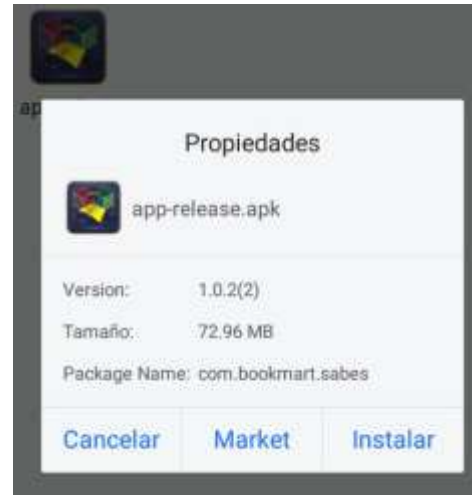 Propiedades
app-release.apk
Version: 1.0.2(2)
Tamaño: 72.96 MB
Package Name: com.bookmart.sabes
Cancelar Market Instalar